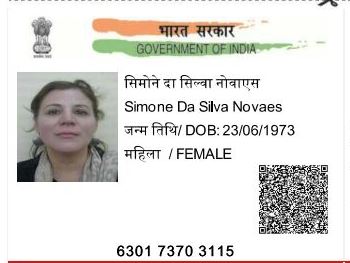 भारत सरकार
GOVERNMENT OF INDIA
सिमोने दा सिल्वा नोवाएस
Simone Da Silva Novaes
जन्म तिथि/ DOB: 23/06/1973
महिला / FEMALE
6301 7370 3115